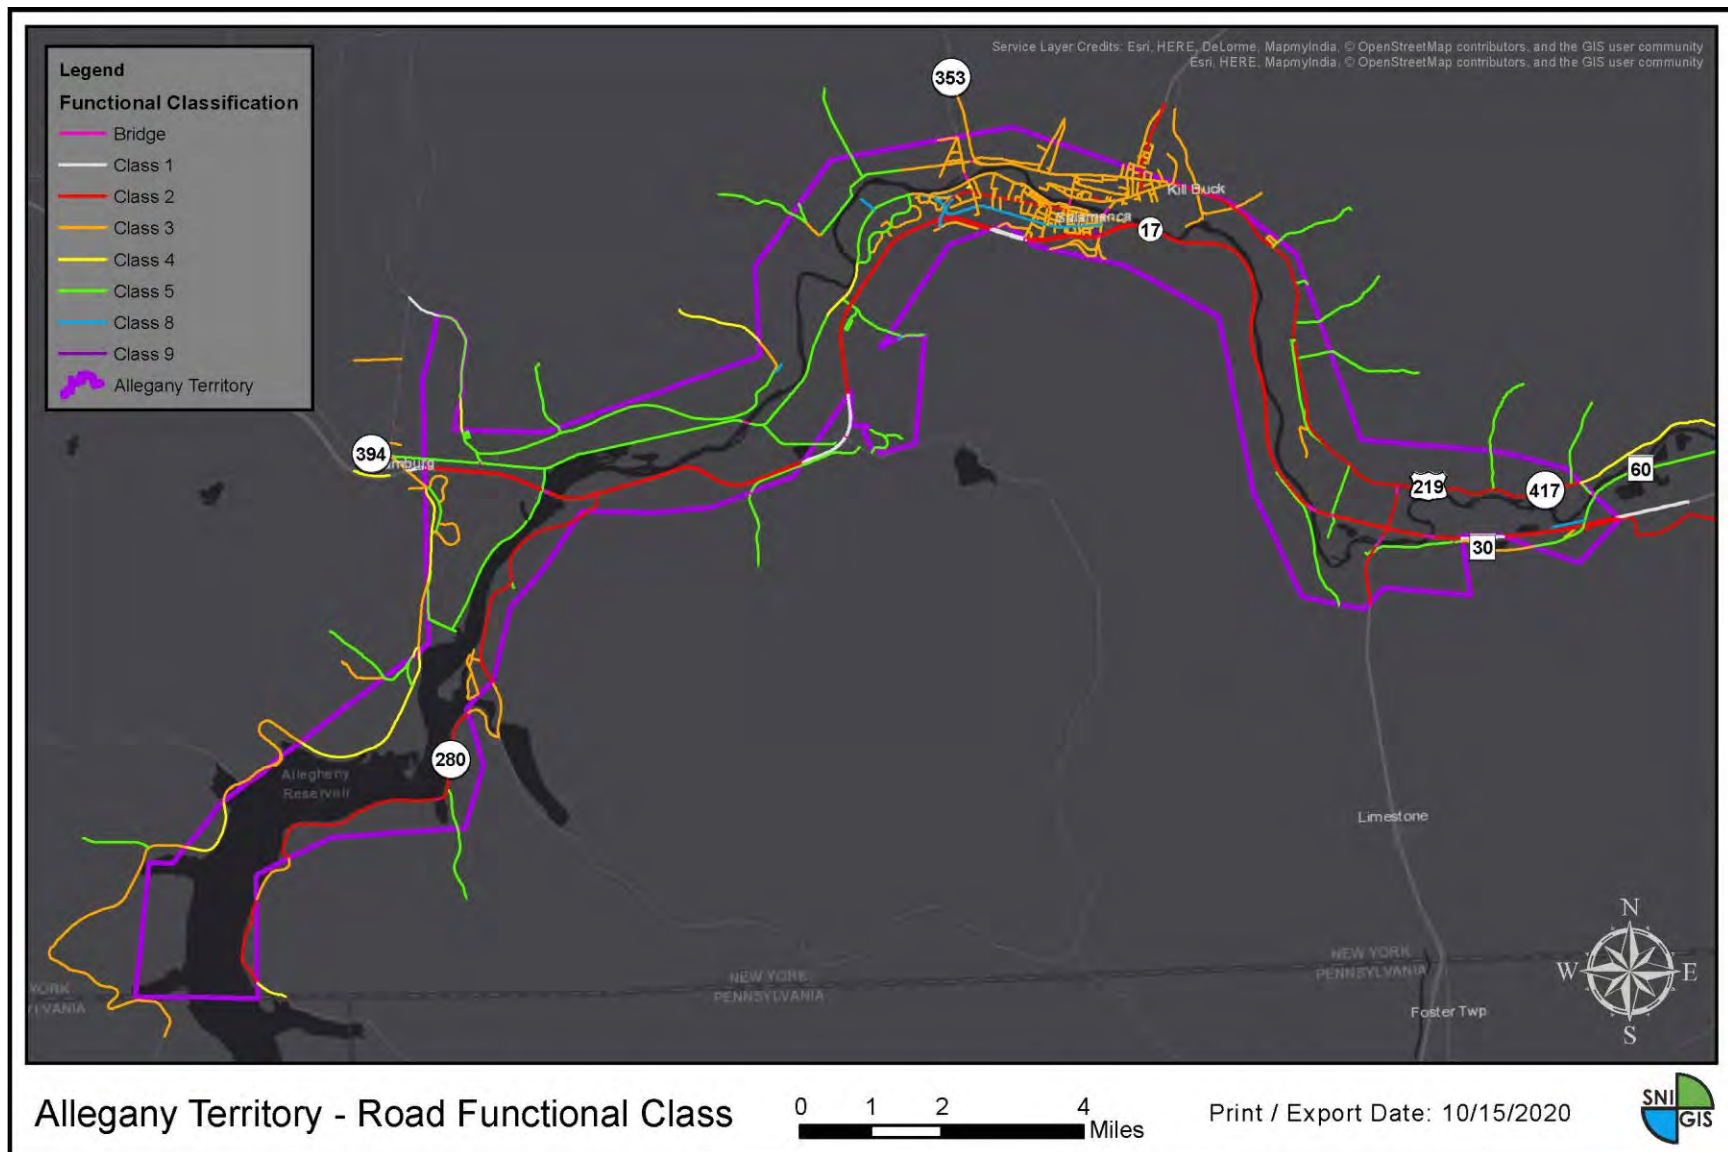 Service Layer Credits: Esri, HERE, DeLorme, MapmyIndia, © OpenStreetMap contributors, and the GIS user community
Esri, HERE, MapmyIndia, © OpenStreetMap contributors, and the GIS user community
Legend
Functional Classification
Bridge
Class 1
Class 2
Class 3
Class 4
Class 5
Class 8
Class 9
Allegany Territory
353
Kill Buck
Salamanca
17
394
60
219
417
30
280
Allegheny
Reservoir
Limestone
NEW YORK
PENNSYLVANIA
NEW YORK
PENNSYLVANIA
YORK
Foster Twp
N
W
E
S
Allegany Territory - Road Functional Class
0 1 2 4
Miles
Print / Export Date: 10/15/2020
SNI
GIS